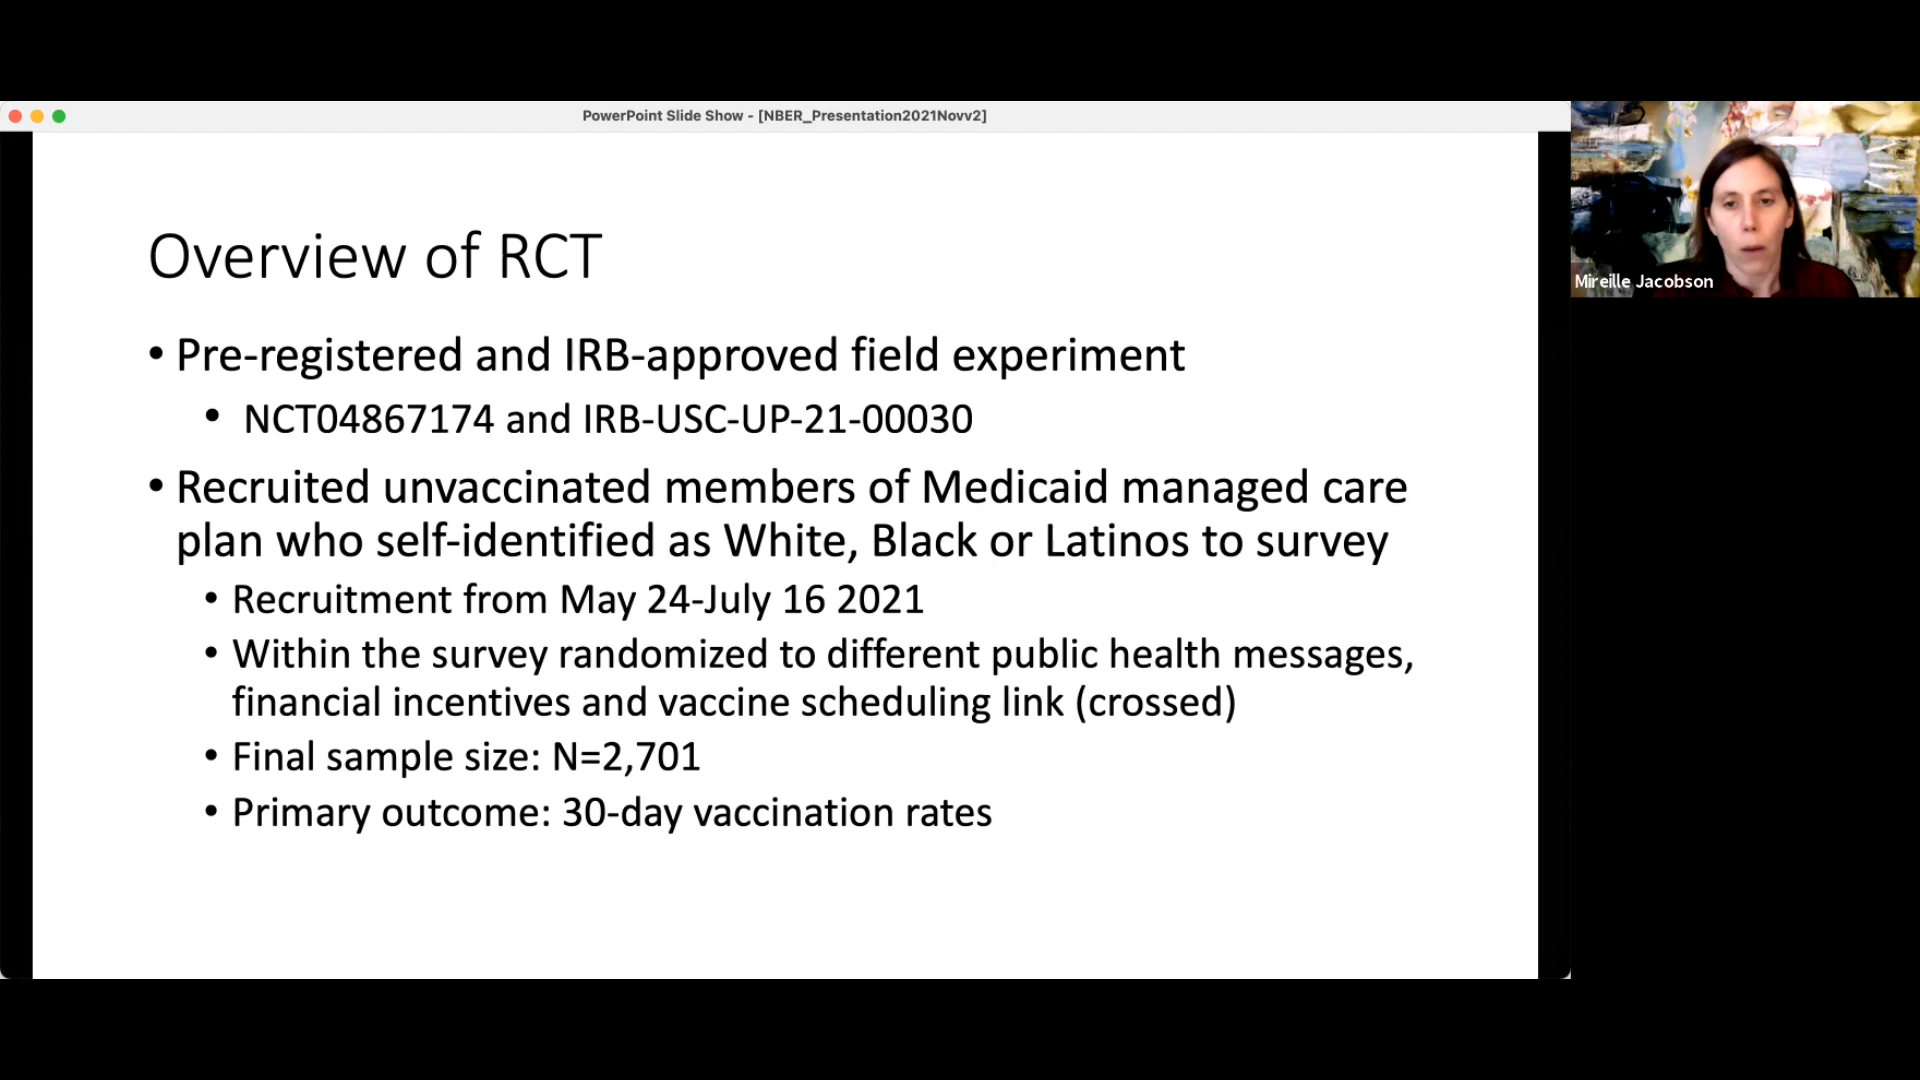 PowerPoint Slide Show - [NBER_Presentation2021Novv2]
Overview of RCT
• Pre-registered and IRB-approved field experiment
• NCT04867174 and IRB-USC-UP-21-00030
• Recruited unvaccinated members of Medicaid managed care
plan who self-identified as White, Black or Latinos to survey
• Recruitment from May 24-July 16 2021
• Within the survey randomized to different public health messages,
financial incentives and vaccine scheduling link (crossed)
• Final sample size: N=2,701
• Primary outcome: 30-day vaccination rates
Mireille Jacobson